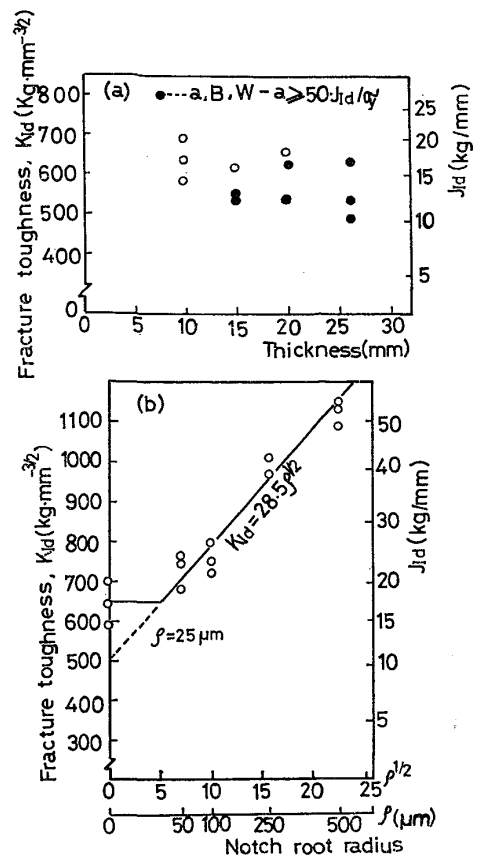 Fracture toughness, KId (Kg·mm-3/2)
800
700
600
500
400
0
(a) ●---a,B,W-a≥50·JId/σy
25
20
15
10
5
JId (kg/mm)
0 5 10 15 20 25 30
Thickness(mm)
Fracture toughness, KId (kg·mm-3/2)
1100
1000
900
800
700
600
500
400
300
(b)
KId=28.5ρ1/2
ρ=25 μm
50
40
30
20
15
10
5
JId (kg/mm)
0 5 10 15 20 25 ρ1/2
0 50 100 250 500 ρ(μm)
Notch root radius